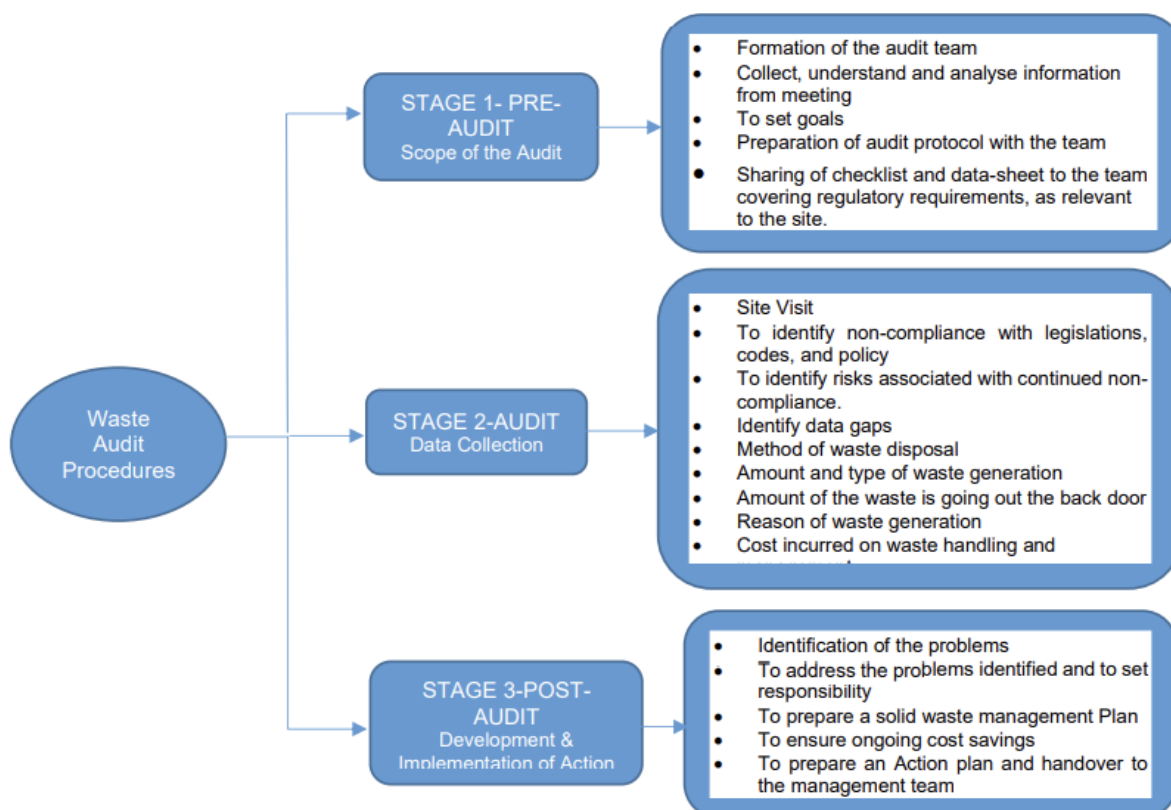 Waste
Audit
Procedures
STAGE 1- PRE-
AUDIT
Scope of the Audit
• Formation of the audit team
• Collect, understand and analyse information
from meeting
• To set goals
• Preparation of audit protocol with the team
• Sharing of checklist and data-sheet to the team
covering regulatory requirements, as relevant
to the site.
STAGE 2-AUDIT
Data Collection
• Site Visit
• To identify non-compliance with legislations,
codes, and policy
• To identify risks associated with continued non-
compliance.
• Identify data gaps
• Method of waste disposal
• Amount and type of waste generation
• Amount of the waste is going out the back door
• Reason of waste generation
• Cost incurred on waste handling and
STAGE 3-POST-
AUDIT
Development &
Implementation of Action
• Identification of the problems
• To address the problems identified and to set
responsibility
• To prepare a solid waste management Plan
• To ensure ongoing cost savings
• To prepare an Action plan and handover to
the management team